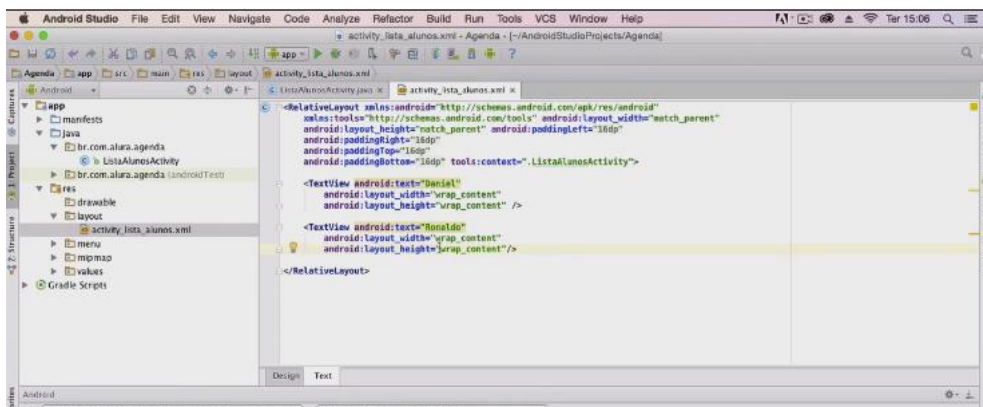 Android Studio File Edit View Navigate Code Analyze Refactor Build Run Tools VCS Window Help Ter 15:06
activity_lista_alunos.xml - Agenda - [~/AndroidStudioProjects/Agenda]
app
Agenda app src main res layout activity_lista_alunos.xml
Android
ListaAlunosActivity.java activity_lista_alunos.xml
Captures
1: Project
7: Structure
app
manifests
java
br.com.alura.agenda
ListaAlunosActivity
br.com.alura.agenda (androidTest)
res
drawable
layout
activity_lista_alunos.xml
menu
mipmap
values
Gradle Scripts
<RelativeLayout xmlns:android="http://schemas.android.com/apk/res/android"
xmlns:tools="http://schemas.android.com/tools" android:layout_width="match_parent"
android:layout_height="match_parent" android:paddingLeft="16dp"
android:paddingRight="16dp"
android:paddingTop="16dp"
android:paddingBottom="16dp" tools:context=".ListaAlunosActivity">
<TextView android:text="Daniel"
android:layout_width="wrap_content"
android:layout_height="wrap_content" />
<TextView android:text="Ronaldo"
android:layout_width="wrap_content"
android:layout_height="wrap_content"/>
</RelativeLayout>
Design Text
Android